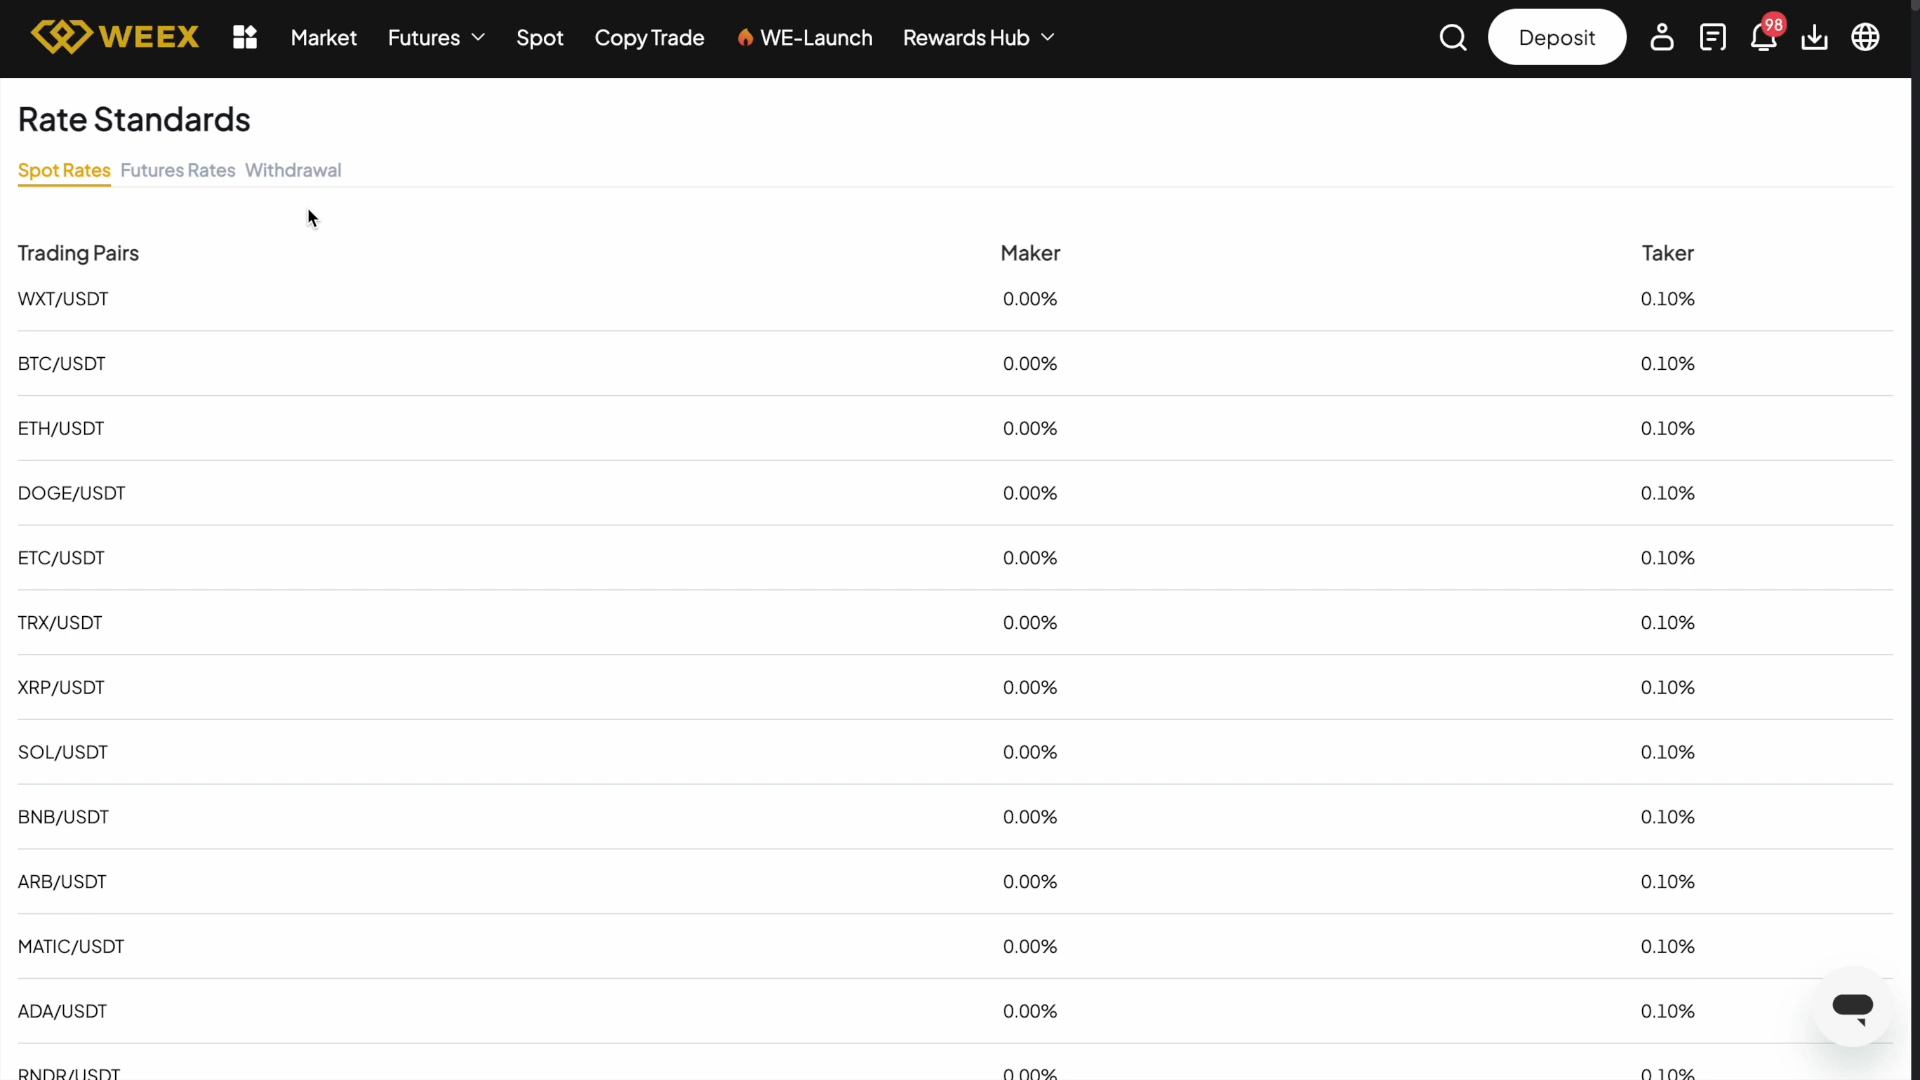 WEEX Market Futures Spot Copy Trade WE-Launch Rewards Hub Deposit 98
Rate Standards
Spot Rates Futures Rates Withdrawal
Trading Pairs Maker Taker
WXT/USDT 0.00% 0.10%
BTC/USDT 0.00% 0.10%
ETH/USDT 0.00% 0.10%
DOGE/USDT 0.00% 0.10%
ETC/USDT 0.00% 0.10%
TRX/USDT 0.00% 0.10%
XRP/USDT 0.00% 0.10%
SOL/USDT 0.00% 0.10%
BNB/USDT 0.00% 0.10%
ARB/USDT 0.00% 0.10%
MATIC/USDT 0.00% 0.10%
ADA/USDT 0.00% 0.10%
RNDR/USDT 0.00% 0.10%